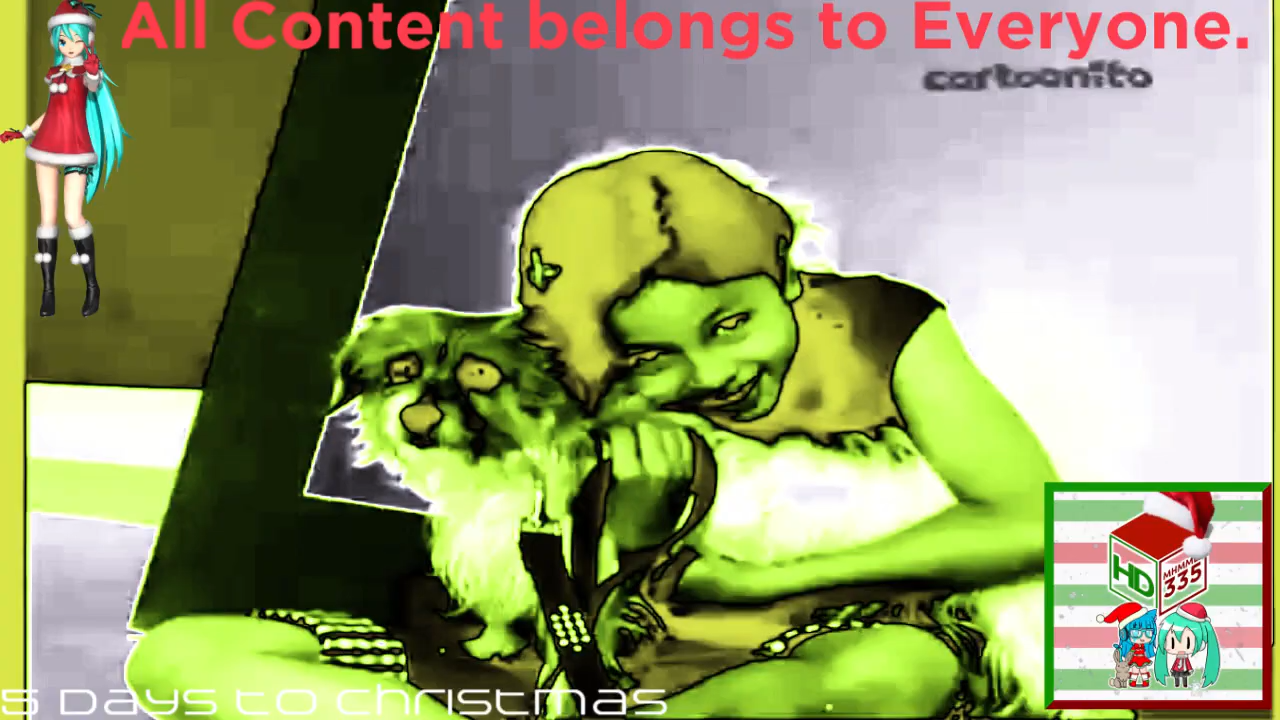 All Content belongs to Everyone.
cartoonito
HD
MHMMM
335
5 Days to Christmas